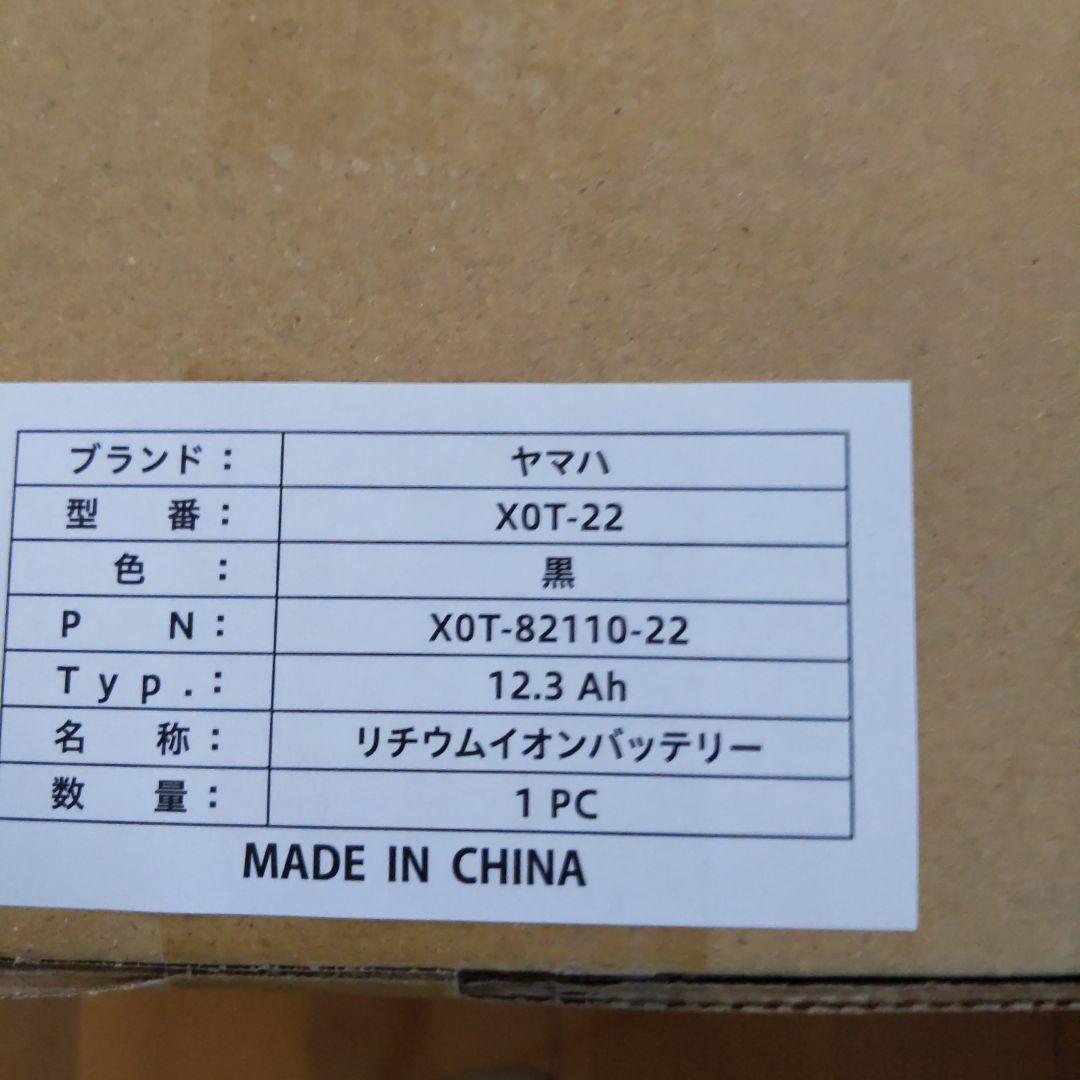 ブランド： ヤマハ
型 番： X0T-22
色 ： 黒
P N： X0T-82110-22
Typ.： 12.3 Ah
名 称： リチウムイオンバッテリー
数 量： 1 PC
MADE IN CHINA